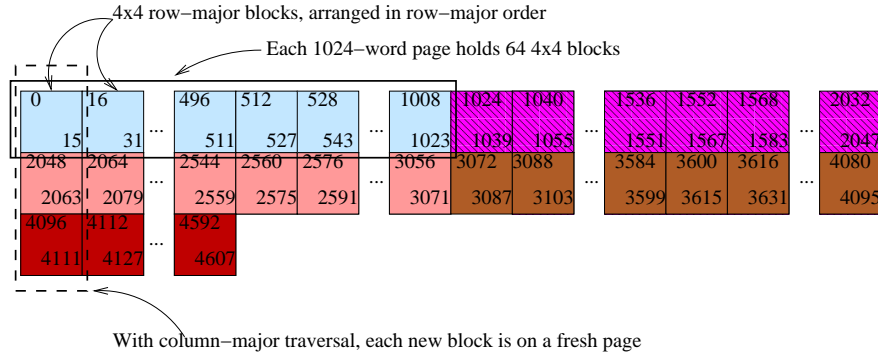 4x4 row−major blocks, arranged in row−major order
Each 1024−word page holds 64 4x4 blocks
0 16 496 512 528 1008 1024 1040 1536 1552 1568 2032
... ... ... ...
15 31 511 527 543 1023 1039 1055 1551 1567 1583 2047
2048 2064 2544 2560 2576 3056 3072 3088 3584 3600 3616 4080
... ... ... ...
2063 2079 2559 2575 2591 3071 3087 3103 3599 3615 3631 4095
4096 4112 4592
...
4111 4127 4607
With column−major traversal, each new block is on a fresh page